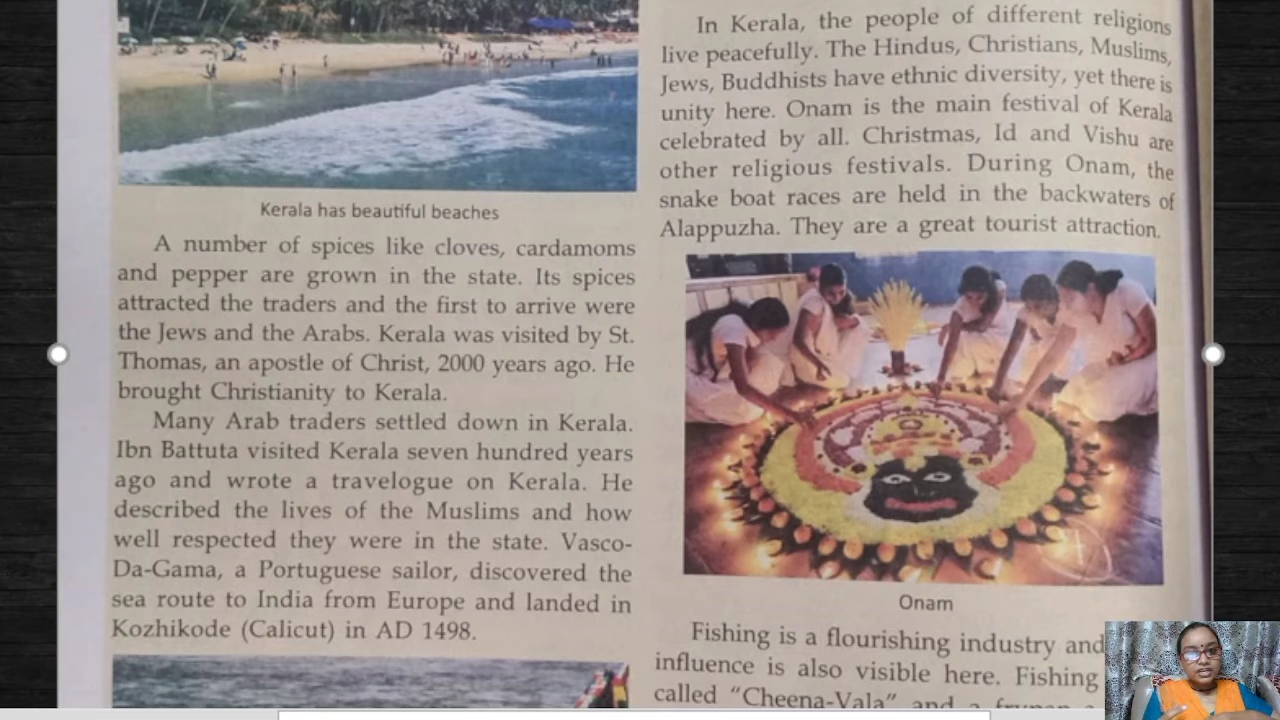 Kerala has beautiful beaches
A number of spices like cloves, cardamoms
and pepper are grown in the state. Its spices
attracted the traders and the first to arrive were
the Jews and the Arabs. Kerala was visited by St.
Thomas, an apostle of Christ, 2000 years ago. He
brought Christianity to Kerala.
Many Arab traders settled down in Kerala.
Ibn Battuta visited Kerala seven hundred years
ago and wrote a travelogue on Kerala. He
described the lives of the Muslims and how
well respected they were in the state. Vasco-
Da-Gama, a Portuguese sailor, discovered the
sea route to India from Europe and landed in
Kozhikode (Calicut) in AD 1498.
In Kerala, the people of different religions
live peacefully. The Hindus, Christians, Muslims,
Jews, Buddhists have ethnic diversity, yet there is
unity here. Onam is the main festival of Kerala
celebrated by all. Christmas, Id and Vishu are
other religious festivals. During Onam, the
snake boat races are held in the backwaters of
Alappuzha. They are a great tourist attraction.
Onam
Fishing is a flourishing industry and
influence is also visible here. Fishing
called "Cheena-Vala" and a